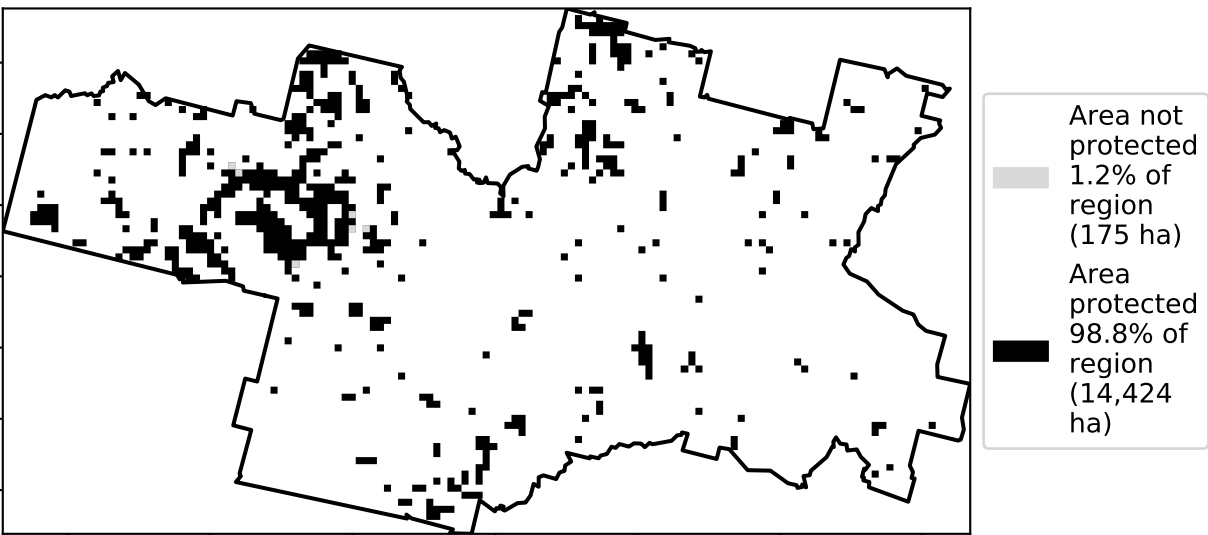 Area not
protected
1.2% of
region
(175 ha)
Area
protected
98.8% of
region
(14,424
ha)